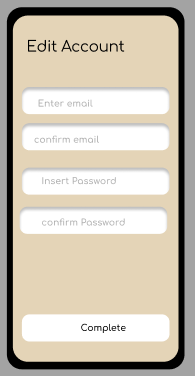 Edit Account
Enter email
confirm email
Insert Password
confirm Password
Complete